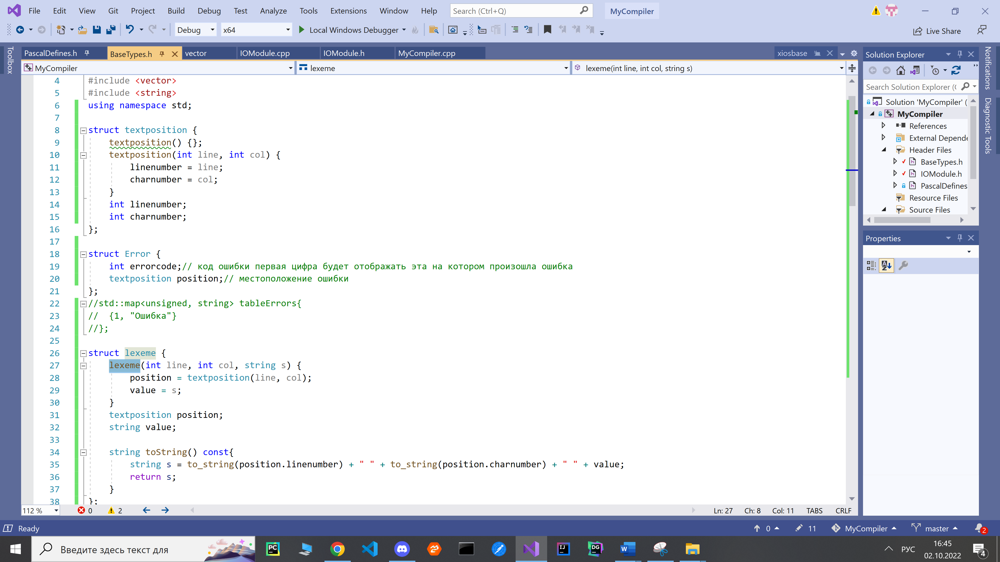 File Edit View Git Project Build Debug Test Analyze Tools Extensions Window Help Search (Ctrl+Q) MyCompiler
Debug x64 Local Windows Debugger Live Share
Toolbox
PascalDefines.h BaseTypes.h vector IOModule.cpp IOModule.h MyCompiler.cpp xiosbase
MyCompiler lexeme lexeme(int line, int col, string s)
4 #include <vector>
5 #include <string>
6 using namespace std;
7
8 struct textposition {
9 textposition() {};
10 textposition(int line, int col) {
11 linenumber = line;
12 charnumber = col;
13 }
14 int linenumber;
15 int charnumber;
16 };
17
18 struct Error {
19 int errorcode;// код ошибки первая цифра будет отображать эта на котором произошла ошибка
20 textposition position;// местоположение ошибки
21 };
22 //std::map<unsigned, string> tableErrors{
23 // {1, "Ошибка"}
24 //};
25
26 struct lexeme {
27 lexeme(int line, int col, string s) {
28 position = textposition(line, col);
29 value = s;
30 }
31 textposition position;
32 string value;
33
34 string toString() const{
35 string s = to_string(position.linenumber) + " " + to_string(position.charnumber) + " " + value;
36 return s;
37 }
38 };
112 % 0 2 Ln: 27 Ch: 8 Col: 11 TABS CRLF
Solution Explorer
Search Solution Explorer (
Solution 'MyCompiler' (
MyCompiler
References
External Depende
Header Files
BaseTypes.h
IOModule.h
PascalDefines
Resource Files
Source Files
Properties
Notifications
Diagnostic Tools
Ready 0 11 MyCompiler master 2
Введите здесь текст для
PC
DG
IJ
W
РУС
16:45
02.10.2022
4